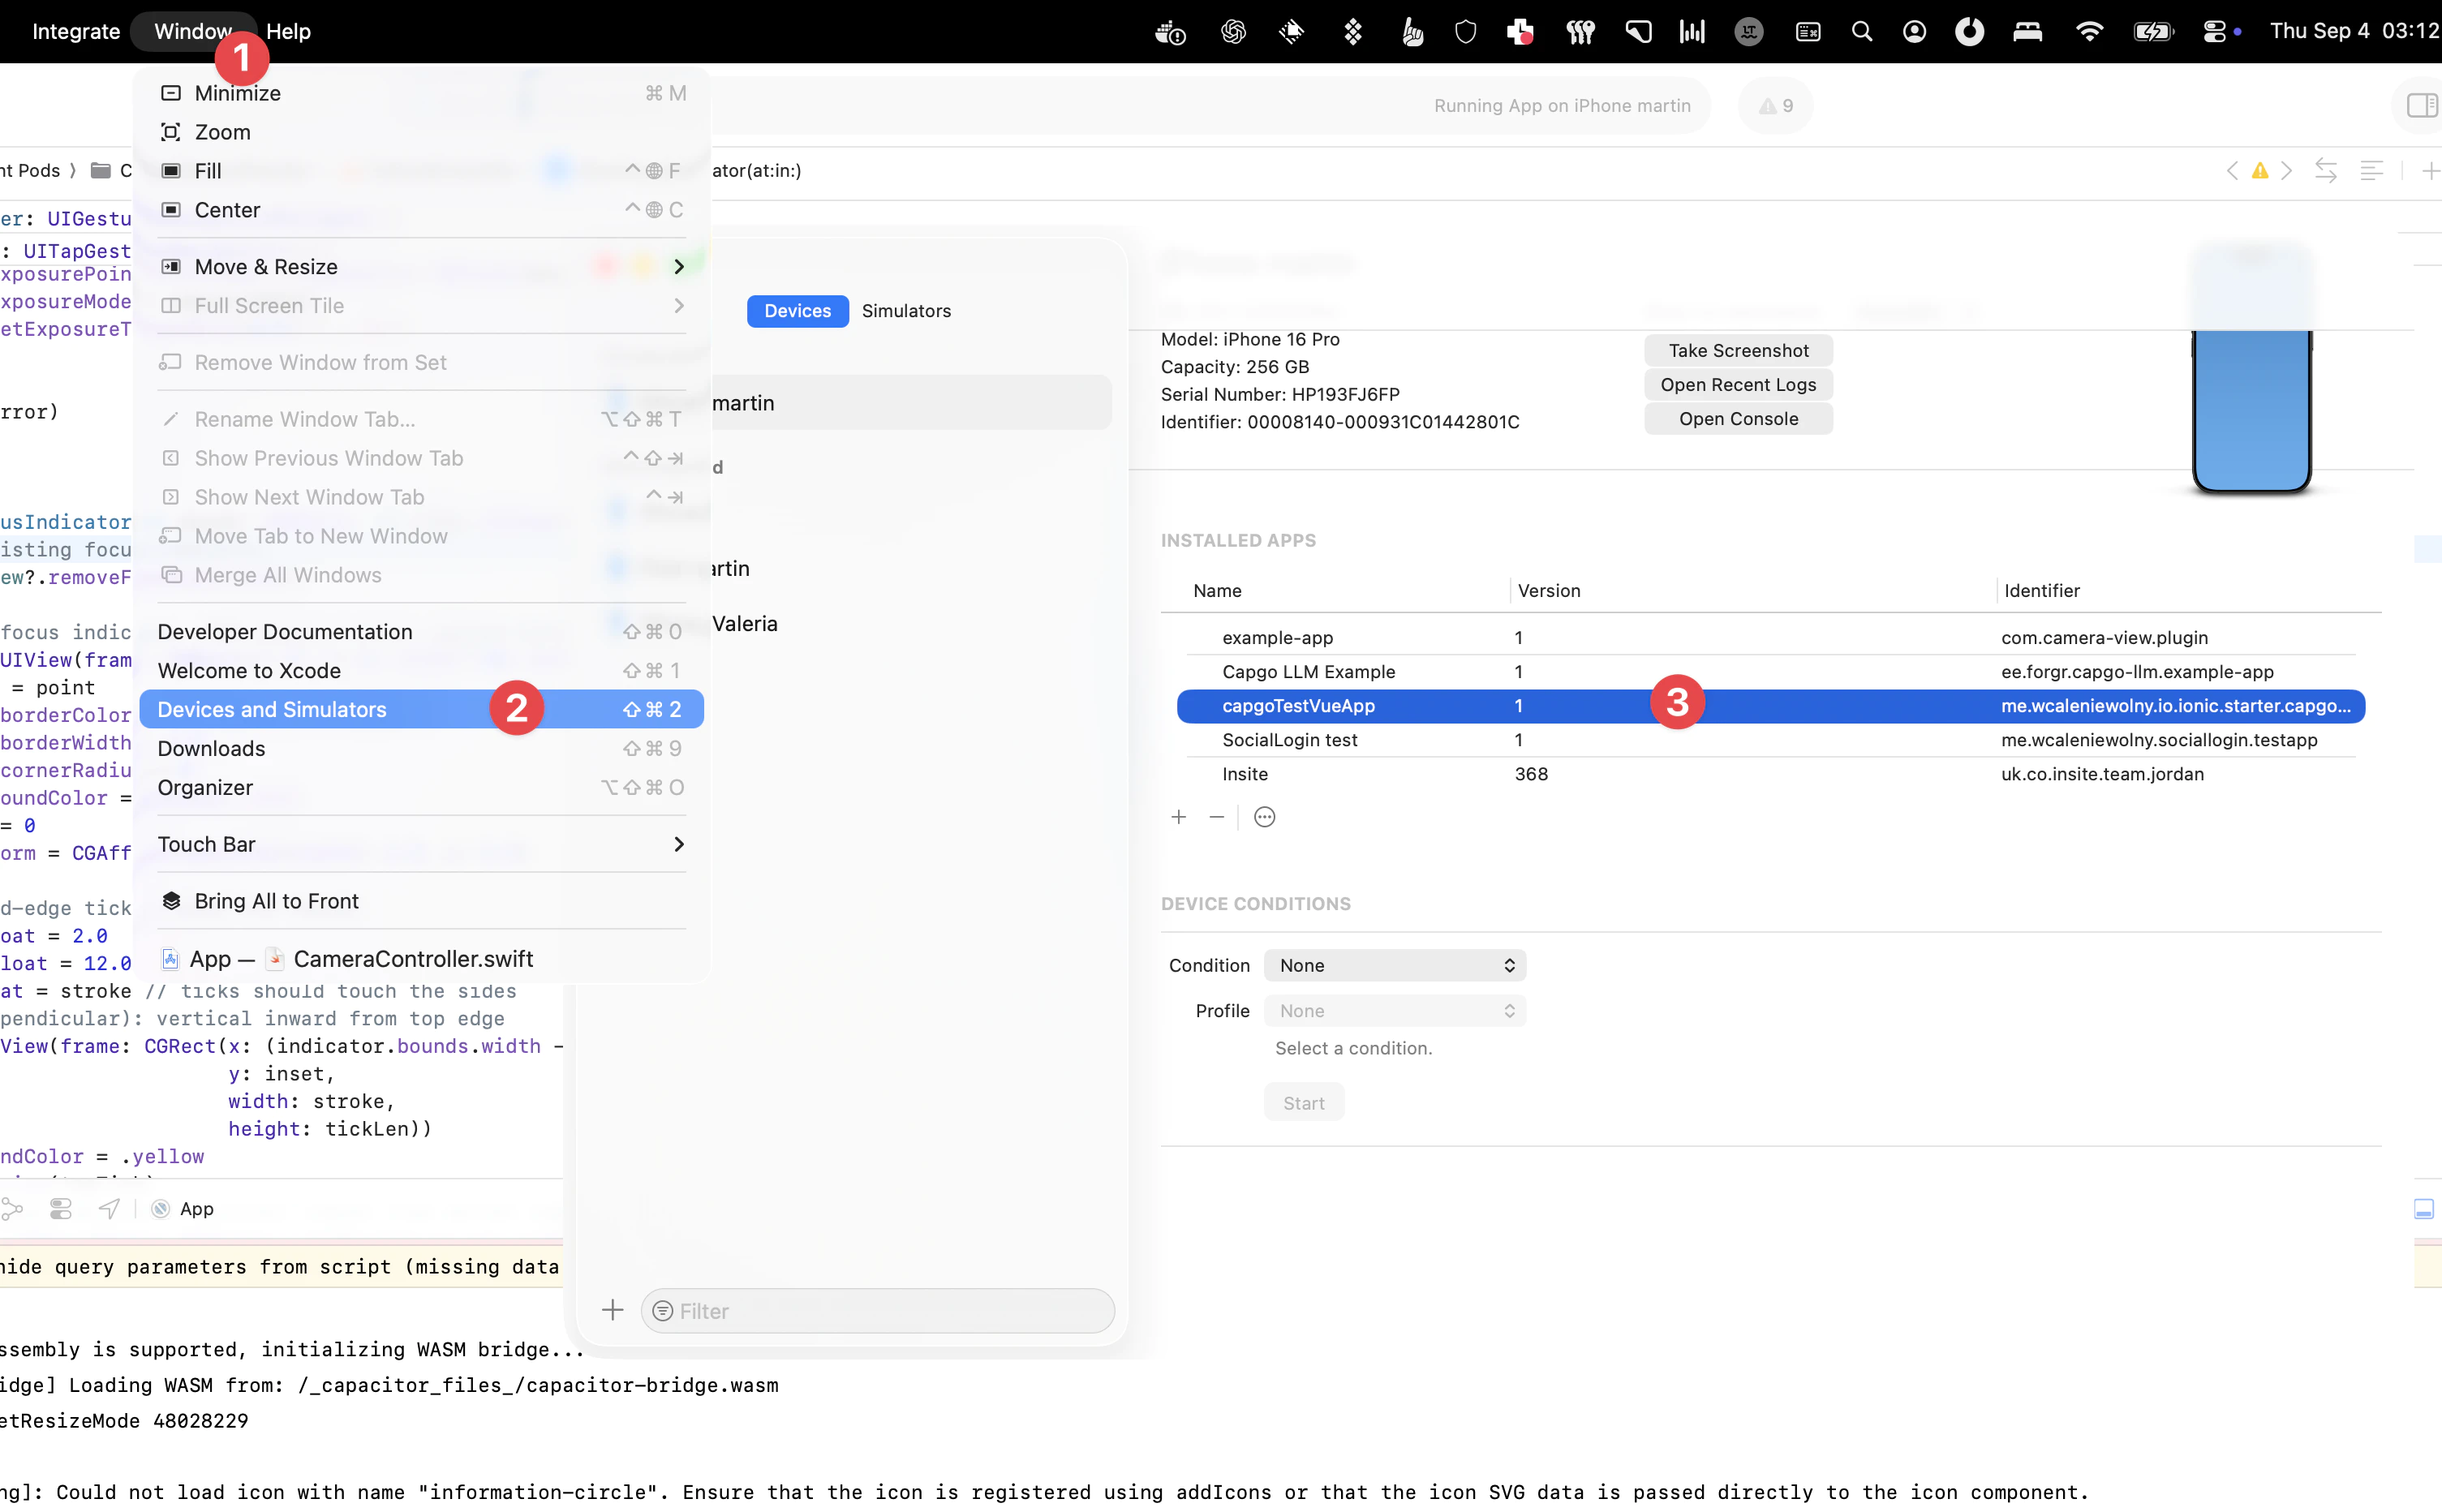 Integrate Window Help Thu Sep 4 03:12
1
Minimize ⌘ M
Zoom
Fill ^ F
Center ^ C
Move & Resize
Full Screen Tile
Remove Window from Set
Rename Window Tab... ⌥⇧⌘ T
Show Previous Window Tab ^⇧⇥
Show Next Window Tab ^⇥
Move Tab to New Window
Merge All Windows
Developer Documentation ⇧⌘ 0
Welcome to Xcode ⇧⌘ 1
Devices and Simulators 2 ⇧⌘ 2
Downloads ⇧⌘ 9
Organizer ⌥⇧⌘ O
Touch Bar
Bring All to Front
App — CameraController.swift
Running App on iPhone martin 9
nt Pods C
ator(at:in:)
er: UIGestu
: UITapGest
xposurePoin
xposureMode
etExposureT
rror)
usIndicator
isting focu
ew?.removeF
focus indic
UIView(fram
= point
borderColor
borderWidth
cornerRadiu
oundColor =
= 0
orm = CGAff
d-edge tick
oat = 2.0
loat = 12.0
at = stroke // ticks should touch the sides
pendicular): vertical inward from top edge
View(frame: CGRect(x: (indicator.bounds.width -
y: inset,
width: stroke,
height: tickLen))
ndColor = .yellow
App
hide query parameters from script (missing data
ssembly is supported, initializing WASM bridge...
idge] Loading WASM from: /_capacitor_files_/capacitor-bridge.wasm
etResizeMode 48028229
ng]: Could not load icon with name "information-circle". Ensure that the icon is registered using addIcons or that the icon SVG data is passed directly to the icon component.
Devices Simulators
martin
d
artin
Valeria
Filter
Model: iPhone 16 Pro
Capacity: 256 GB
Serial Number: HP193FJ6FP
Identifier: 00008140-000931C01442801C
Take Screenshot
Open Recent Logs
Open Console
INSTALLED APPS
Name Version Identifier
example-app 1 com.camera-view.plugin
Capgo LLM Example 1 ee.forgr.capgo-llm.example-app
capgoTestVueApp 1 3 me.wcaleniewolny.io.ionic.starter.capgo...
SocialLogin test 1 me.wcaleniewolny.sociallogin.testapp
Insite 368 uk.co.insite.team.jordan
DEVICE CONDITIONS
Condition None
Profile None
Select a condition.
Start